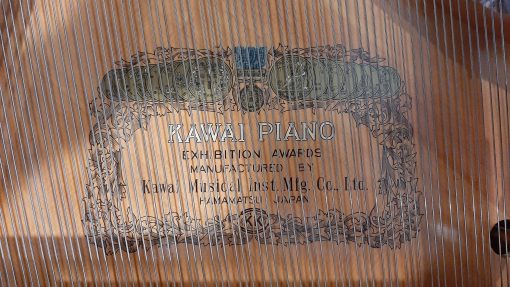 KAWAI PIANO
EXHIBITION AWARDS
MANUFACTURED BY
Kawai Musical Inst. Mfg. Co., Ltd.
HAMAMATSU JAPAN